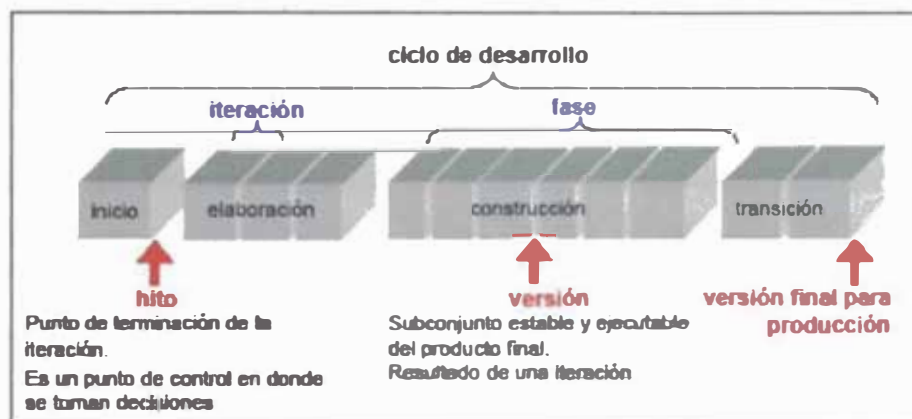 ciclo de desarrollo
iteración
fase
inicio
elaboración
construcción
transición
hito
Punto de terminación de la
iteración.
Es un punto de control en donde
se toman decisiones
versión
Subconjunto estable y ejecutable
del producto final.
Resultado de una iteración
versión final para
producción